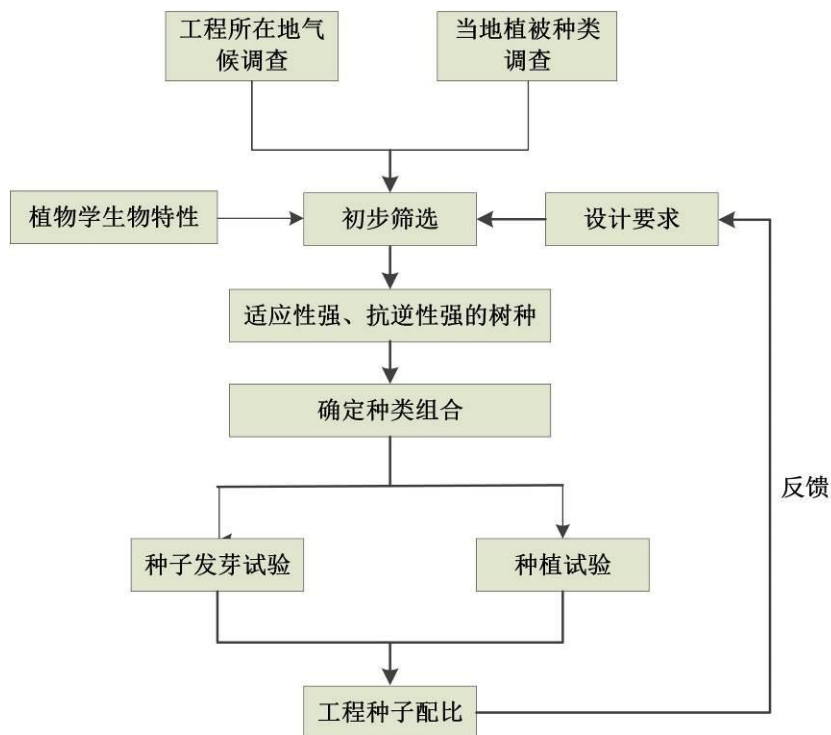 工程所在地气
候调查
当地植被种类
调查
植物学生物特性
初步筛选
设计要求
适应性强、抗逆性强的树种
确定种类组合
反馈
种子发芽试验
种植试验
工程种子配比